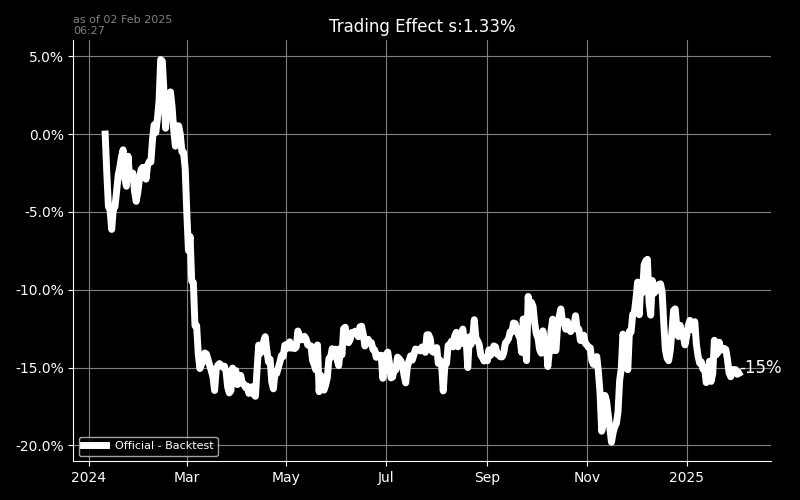 as of 02 Feb 2025
06:27
Trading Effect s:1.33%
5.0%
0.0%
-5.0%
-10.0%
-15.0%
-20.0%
-15%
Official - Backtest
2024 Mar May Jul Sep Nov 2025